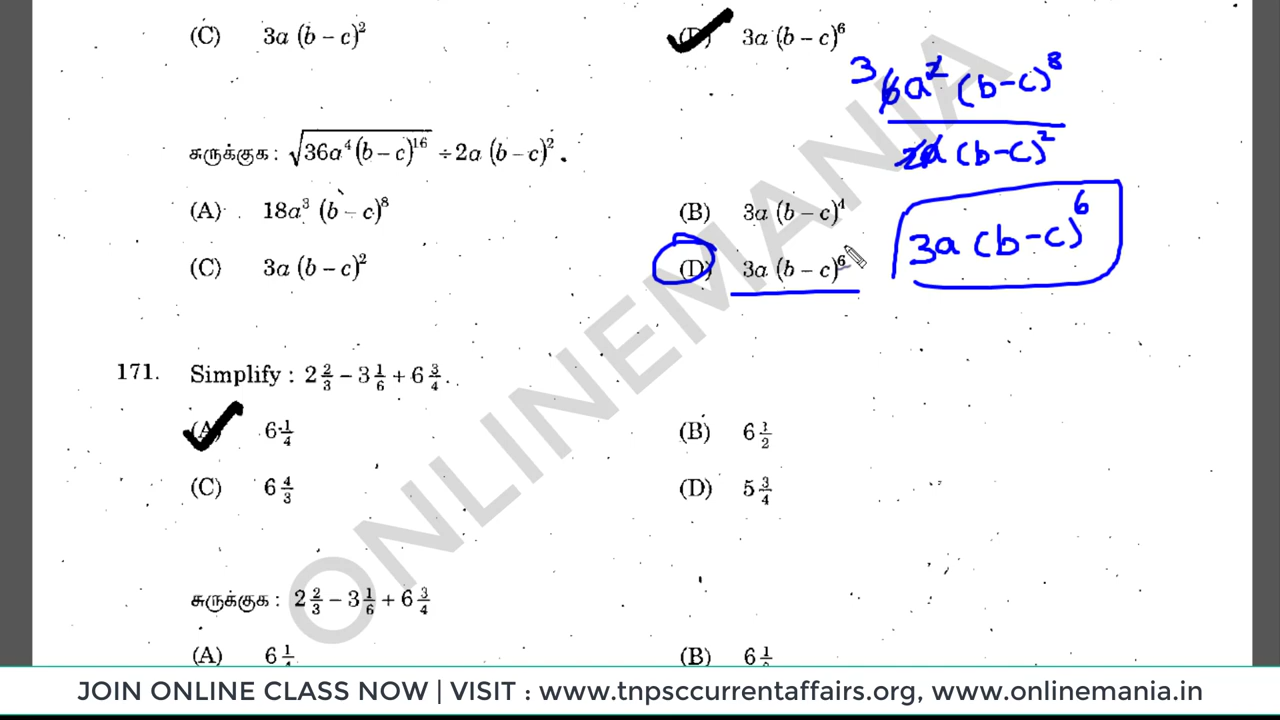 (C) 3a (b – c)² (D) 3a (b – c)⁶
3 6a² (b-c)⁸
சுருக்குக : √36a⁴(b – c)¹⁶ ÷ 2a (b – c)² .
2a (b-c)²
(A) 18a³ (b – c)⁸ (B) 3a (b – c)⁴
(C) 3a (b – c)² (D) 3a (b – c)⁶
3a (b-c)⁶
171. Simplify : 2 2/3 – 3 1/6 + 6 3/4 .
(A) 6 1/4 (B) 6 1/2
(C) 6 4/3 (D) 5 3/4
சுருக்குக : 2 2/3 – 3 1/6 + 6 3/4
(A) 6 1/4 (B) 6 1
ONLINEMANIA
JOIN ONLINE CLASS NOW | VISIT : www.tnpsccurrentaffairs.org, www.onlinemania.in